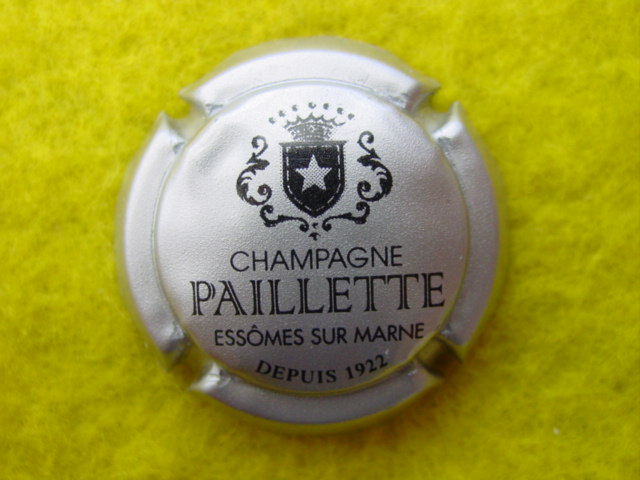 CHAMPAGNE
PAILLETTE
ESSÔMES SUR MARNE
DEPUIS 1922